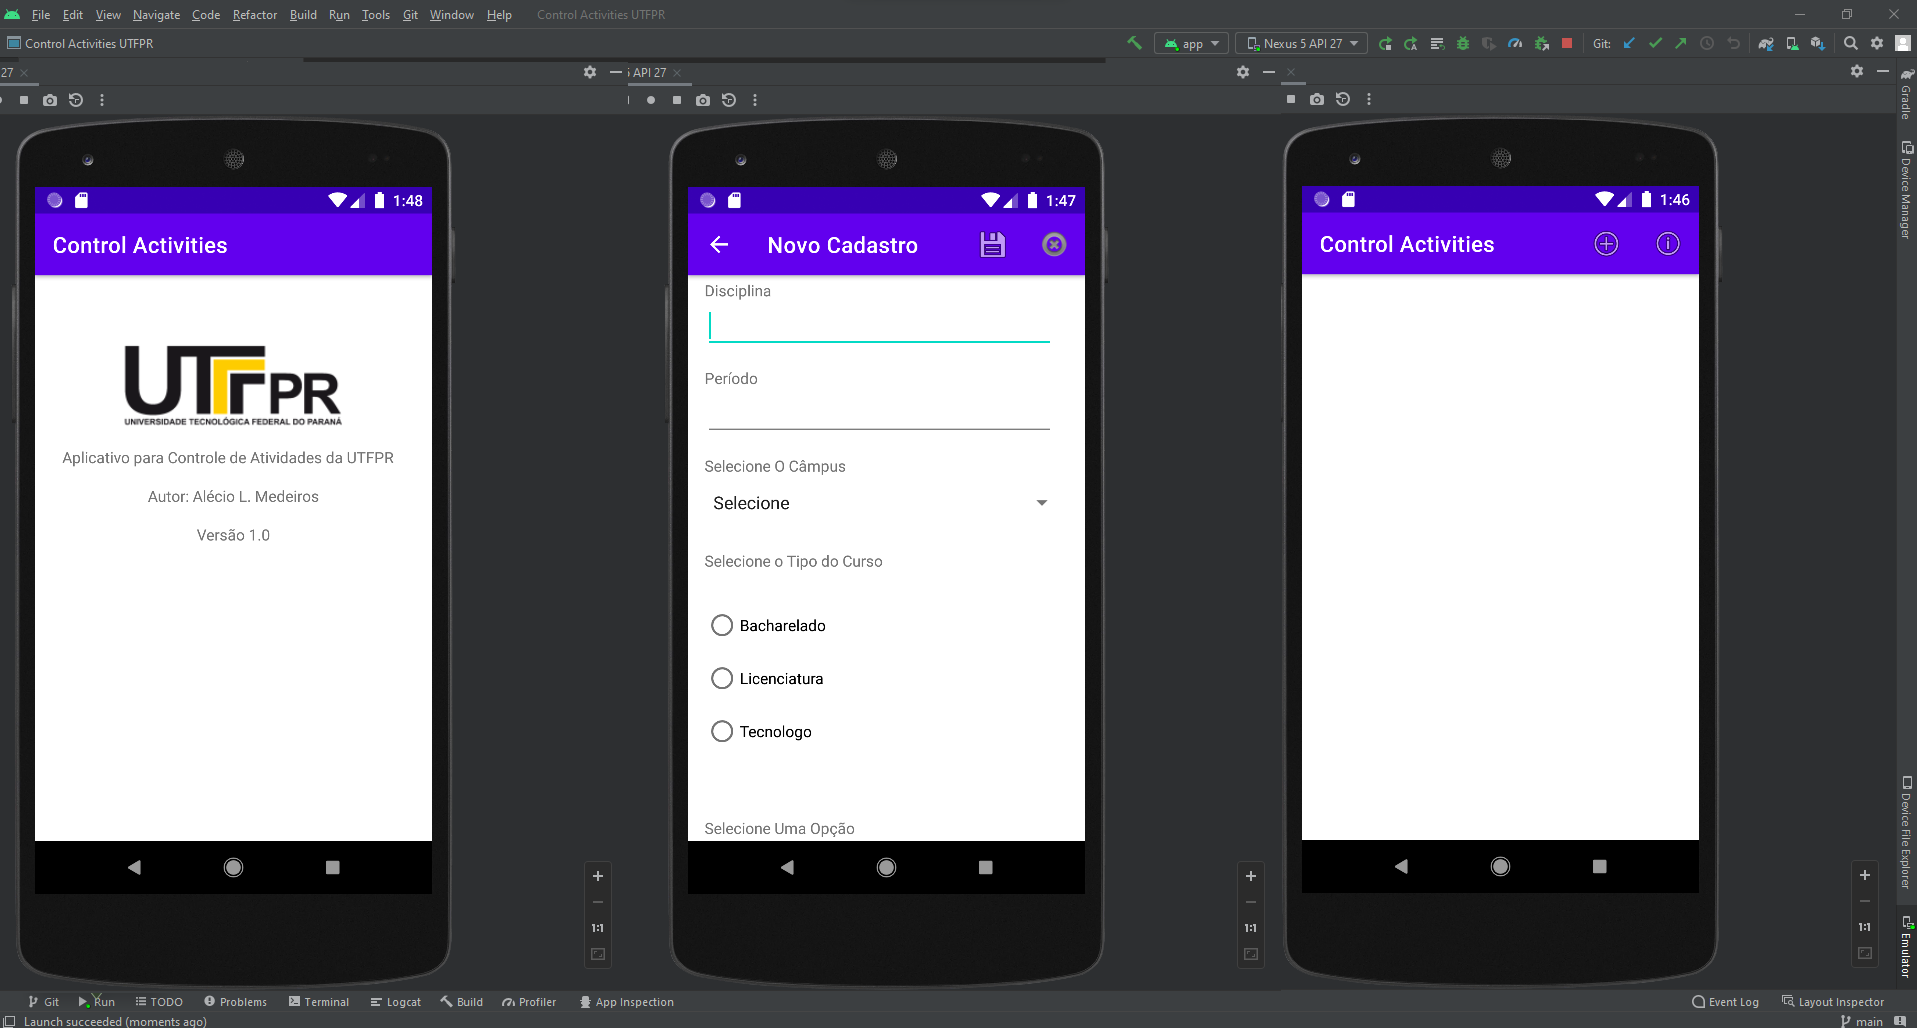 File Edit View Navigate Code Refactor Build Run Tools Git Window Help Control Activities UTFPR
Control Activities UTFPR
app
Nexus 5 API 27
Git:
27
API 27
Gradle
Device Manager
Device File Explorer
Emulator
1:48
Control Activities
UTFPR
UNIVERSIDADE TECNOLÓGICA FEDERAL DO PARANÁ
Aplicativo para Controle de Atividades da UTFPR
Autor: Alécio L. Medeiros
Versão 1.0
1:1
1:47
Novo Cadastro
Disciplina
Período
Selecione O Câmpus
Selecione
Selecione o Tipo do Curso
Bacharelado
Licenciatura
Tecnologo
Selecione Uma Opção
1:1
1:46
Control Activities
1:1
Git Run TODO Problems Terminal Logcat Build Profiler App Inspection Event Log Layout Inspector
Launch succeeded (moments ago) main